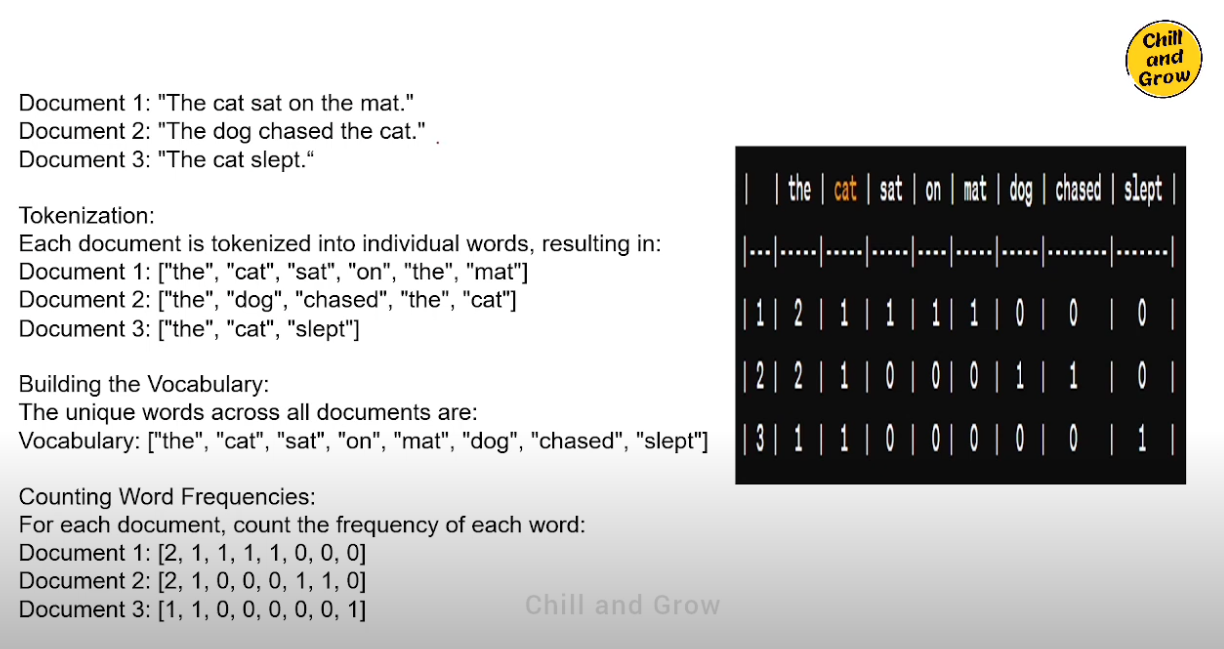 Chill
and
Grow
Document 1: "The cat sat on the mat."
Document 2: "The dog chased the cat."
Document 3: "The cat slept.“
Tokenization:
Each document is tokenized into individual words, resulting in:
Document 1: ["the", "cat", "sat", "on", "the", "mat"]
Document 2: ["the", "dog", "chased", "the", "cat"]
Document 3: ["the", "cat", "slept"]
Building the Vocabulary:
The unique words across all documents are:
Vocabulary: ["the", "cat", "sat", "on", "mat", "dog", "chased", "slept"]
Counting Word Frequencies:
For each document, count the frequency of each word:
Document 1: [2, 1, 1, 1, 1, 0, 0, 0]
Document 2: [2, 1, 0, 0, 0, 1, 1, 0]
Document 3: [1, 1, 0, 0, 0, 0, 0, 1]
| | the | cat | sat | on | mat | dog | chased | slept |
|---|-----|-----|-----|----|-----|-----|--------|-------|
| 1 | 2 | 1 | 1 | 1 | 1 | 0 | 0 | 0 |
| 2 | 2 | 1 | 0 | 0 | 0 | 1 | 1 | 0 |
| 3 | 1 | 1 | 0 | 0 | 0 | 0 | 0 | 1 |
Chill and Grow